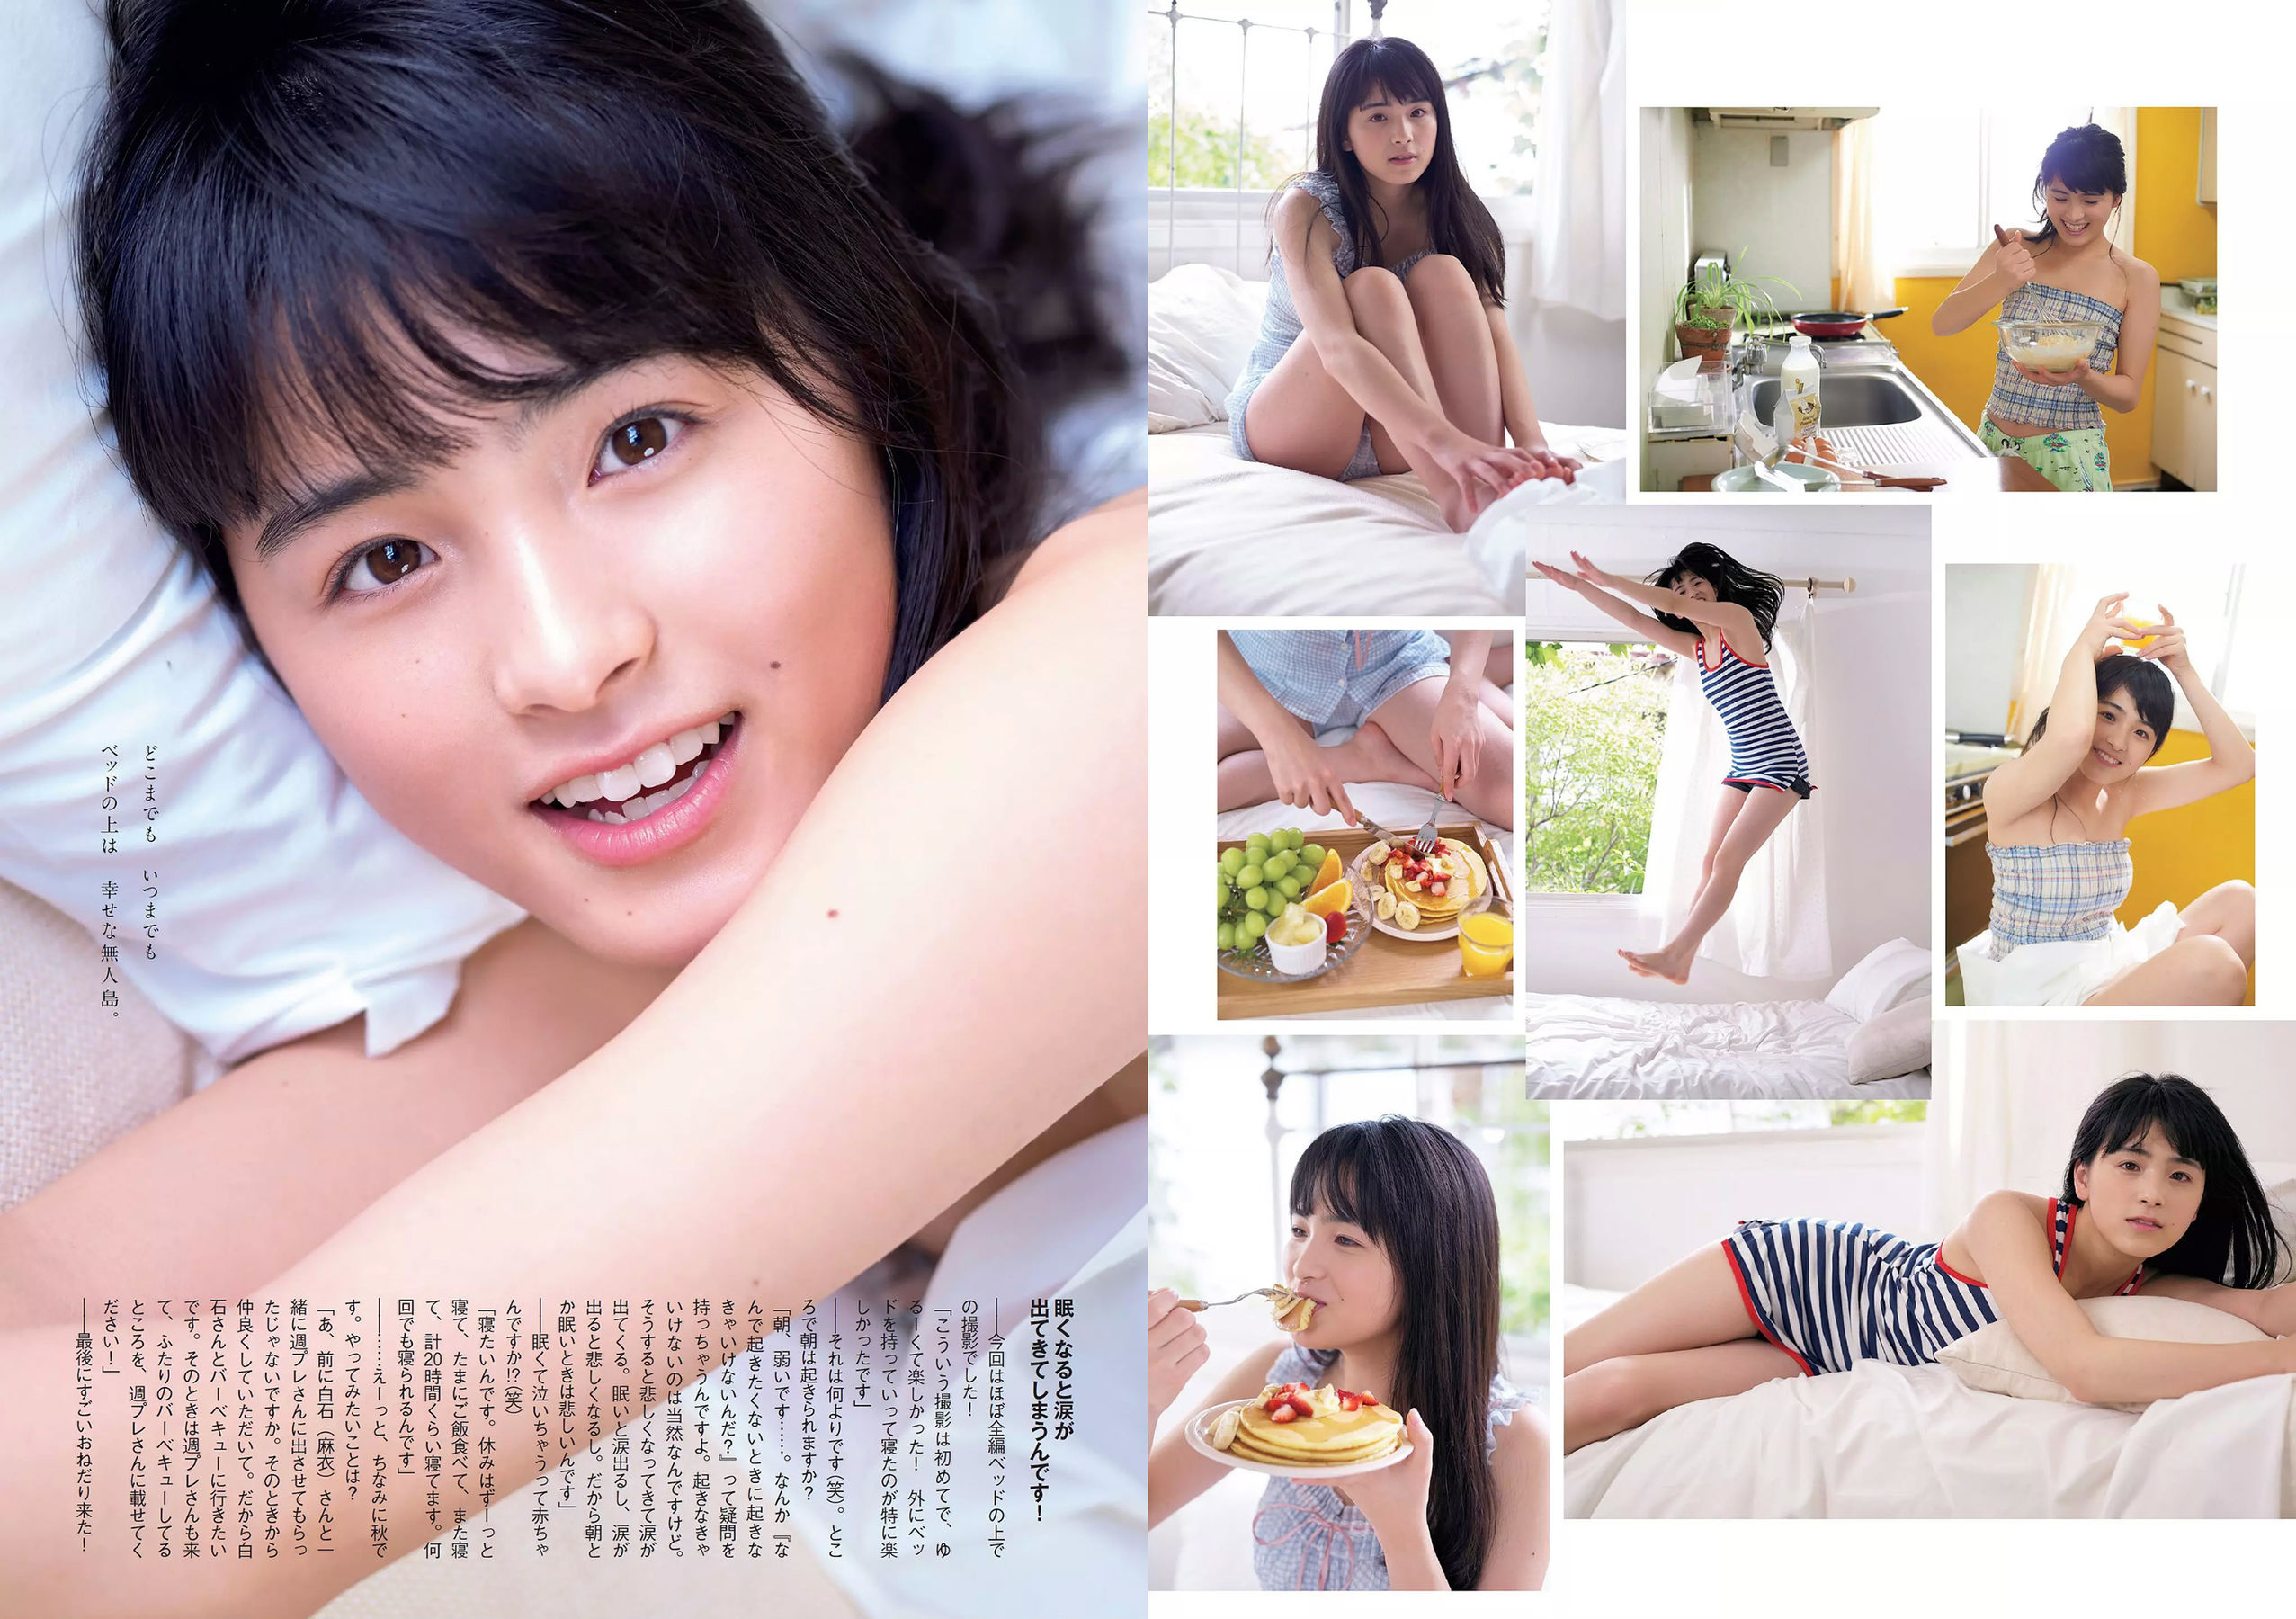 眠くなると涙が
出てきてしまうんです！
――今回はほぼ全編ベッドの上で
の撮影でした！
「こういう撮影は初めてで、ゆ
るーくて楽しかった！　外にベッ
ドを持っていって寝たのが特に楽
しかったです」
――それは何よりです（笑）。とこ
ろで朝は起きられますか？
「朝、弱いです……。なんか『な
んで起きたくないときに起きな
きゃいけないんだ？』って疑問を
持っちゃうんですよ。起きなきゃ
いけないのは当然なんですけど。
そうすると悲しくなってきて涙が
出てくる。眠いと涙出るし、涙が
出ると悲しくなるし。だから朝と
か眠いときは悲しいんです」
――眠くて泣いちゃうって赤ちゃ
んですか!?（笑）
「寝たいんです。休みはずーっと
寝て、たまにご飯食べて、また寝
て、計20時間くらい寝てます。何
回でも寝られるんです」
――……えーっと、ちなみに秋で
す。やってみたいことは？
「あ、前に白石（麻衣）さんと一
緒に週プレさんに出させてもらっ
たじゃないですか。そのときから
仲良くしていただいて。だから白
石さんとバーベキューに行きたい
です。そのときは週プレさんも来
て、ふたりのバーベキューしてる
ところを、週プレさんに載せてく
ださい！」
――最後にすごいおねだり来た！
どこまでも　いつまでも
ベッドの上は　幸せな無人島。